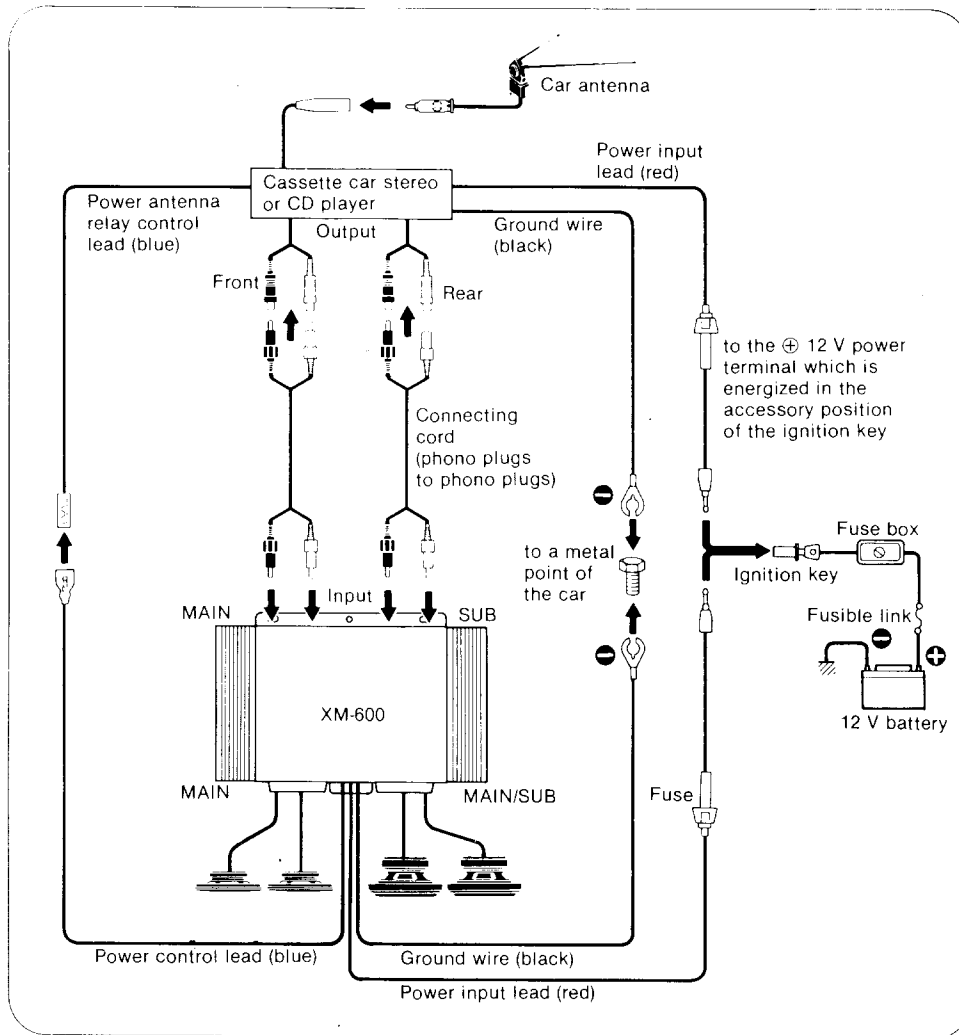 Car antenna
Power input
lead (red)
Cassette car stereo
or CD player
Power antenna
relay control
lead (blue)
Output
Ground wire
(black)
Front
Rear
to the ⊕ 12 V power
terminal which is
energized in the
accessory position
of the ignition key
Connecting
cord
(phono plugs
to phono plugs)
to a metal
point of
the car
Fuse box
Ignition key
Fusible link
12 V battery
Input
MAIN
SUB
XM-600
MAIN
MAIN/SUB
Fuse
Power control lead (blue)
Ground wire (black)
Power input lead (red)